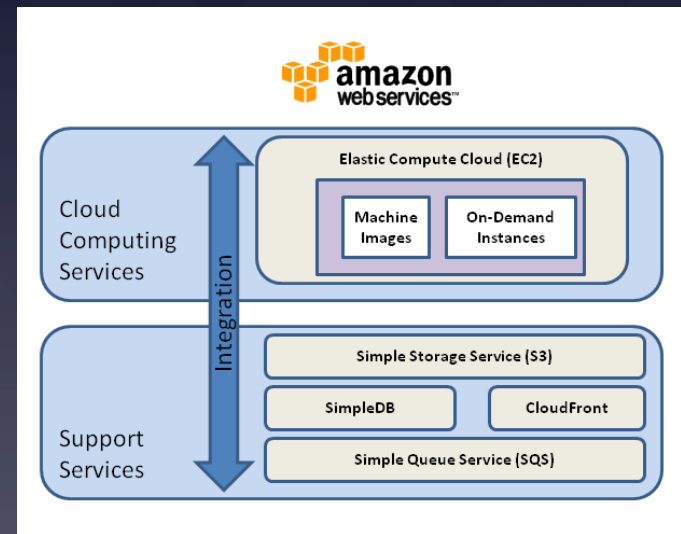 amazon
webservices™
Cloud
Computing
Services
Integration
Elastic Compute Cloud (EC2)
Machine
Images
On-Demand
Instances
Support
Services
Simple Storage Service (S3)
SimpleDB
CloudFront
Simple Queue Service (SQS)